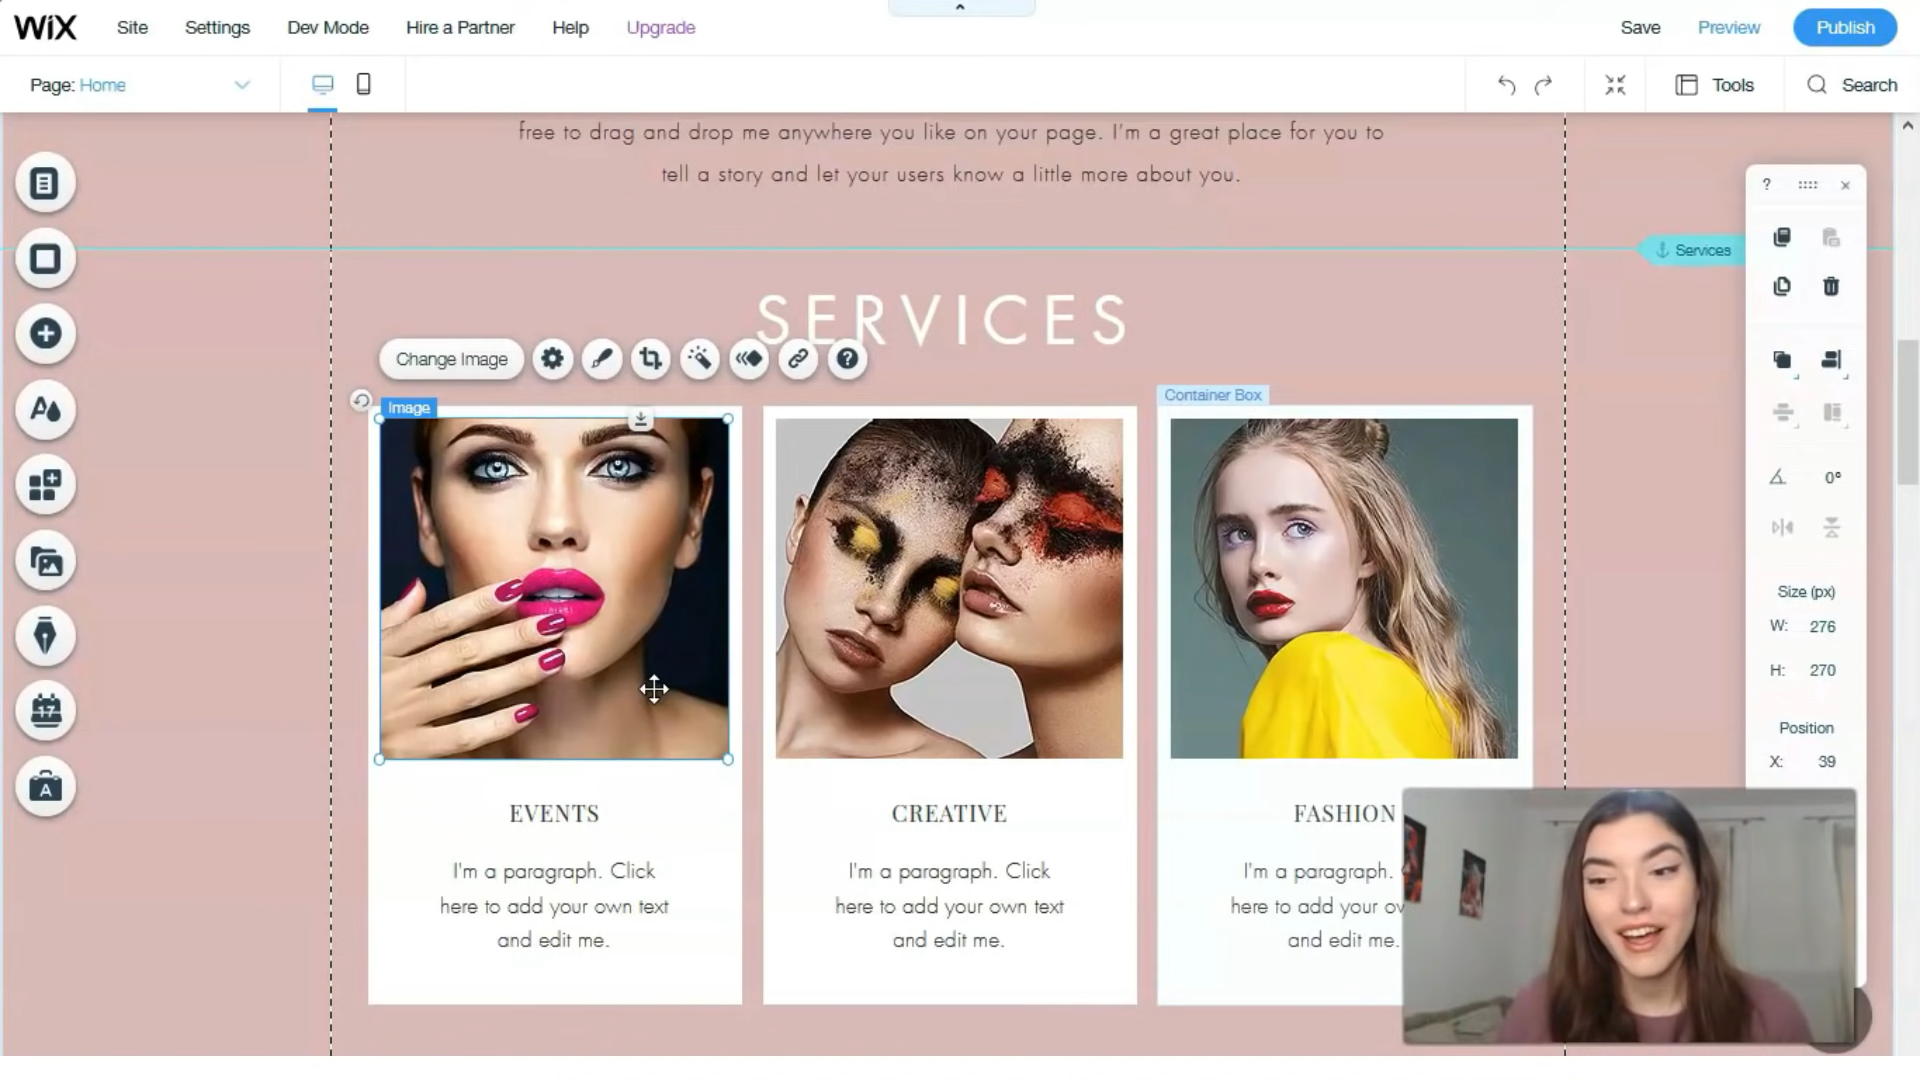 WiX Site Settings Dev Mode Hire a Partner Help Upgrade Save Preview Publish
Page: Home Tools Search
free to drag and drop me anywhere you like on your page. I'm a great place for you to
tell a story and let your users know a little more about you.
Services
SERVICES
Change Image
Image
Container Box
EVENTS
I'm a paragraph. Click
here to add your own text
and edit me.
CREATIVE
I'm a paragraph. Click
here to add your own text
and edit me.
FASHION
I'm a paragraph.
here to add your ov
and edit me.
? 
0°
Size (px)
W: 276
H: 270
Position
X: 39
17
A